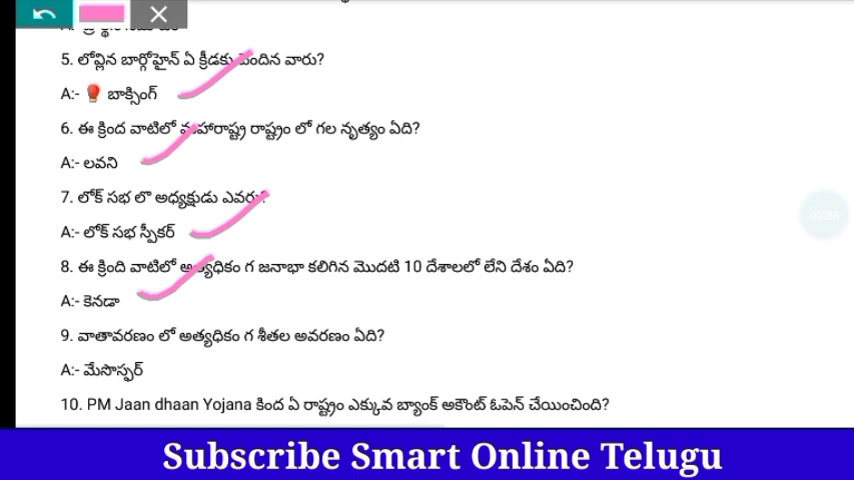 5. లోవ్లిన బార్గోహైన్ ఏ క్రీడకు చెందిన వారు?
A:- 🥊 బాక్సింగ్
6. ఈ క్రింద వాటిలో మహారాష్ట్ర రాష్ట్రం లో గల నృత్యం ఏది?
A:- లవని
7. లోక్ సభ లొ అధ్యక్షుడు ఎవరు?
A:- లోక్ సభ స్పీకర్
8. ఈ క్రింది వాటిలో అత్యధికం గ జనాభా కలిగిన మొదటి 10 దేశాలలో లేని దేశం ఏది?
A:- కెనడా
9. వాతావరణం లో అత్యధికం గ శీతల అవరణం ఏది?
A:- మేసొస్ఫర్
10. PM Jaan dhaan Yojana కింద ఏ రాష్ట్రం ఎక్కువ బ్యాంక్ అకౌంట్ ఓపెన్ చేయించింది?
Subscribe Smart Online Telugu